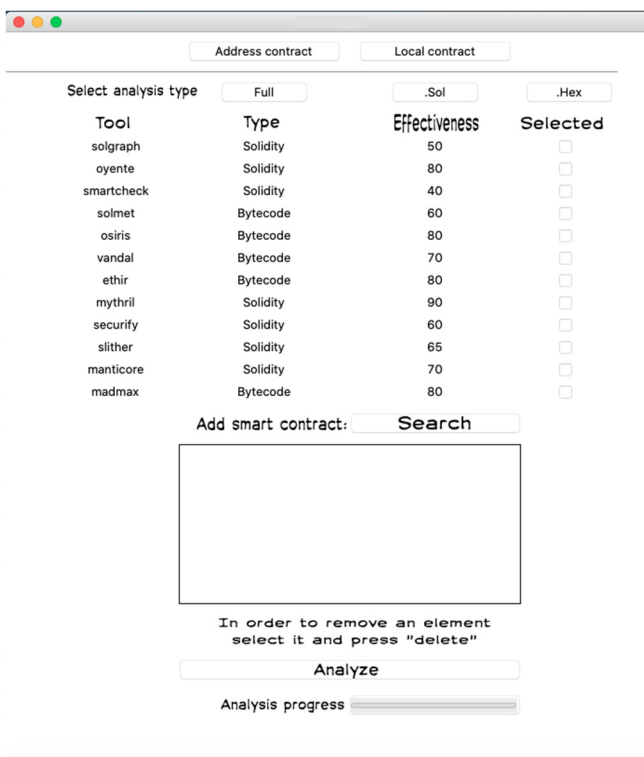 Address contract Local contract
Select analysis type Full .Sol .Hex
Tool Type Effectiveness Selected
solgraph Solidity 50
oyente Solidity 80
smartcheck Solidity 40
solmet Bytecode 60
osiris Bytecode 80
vandal Bytecode 70
ethir Bytecode 80
mythril Solidity 90
securify Solidity 60
slither Solidity 65
manticore Solidity 70
madmax Bytecode 80
Add smart contract: Search
In order to remove an element
select it and press "delete"
Analyze
Analysis progress